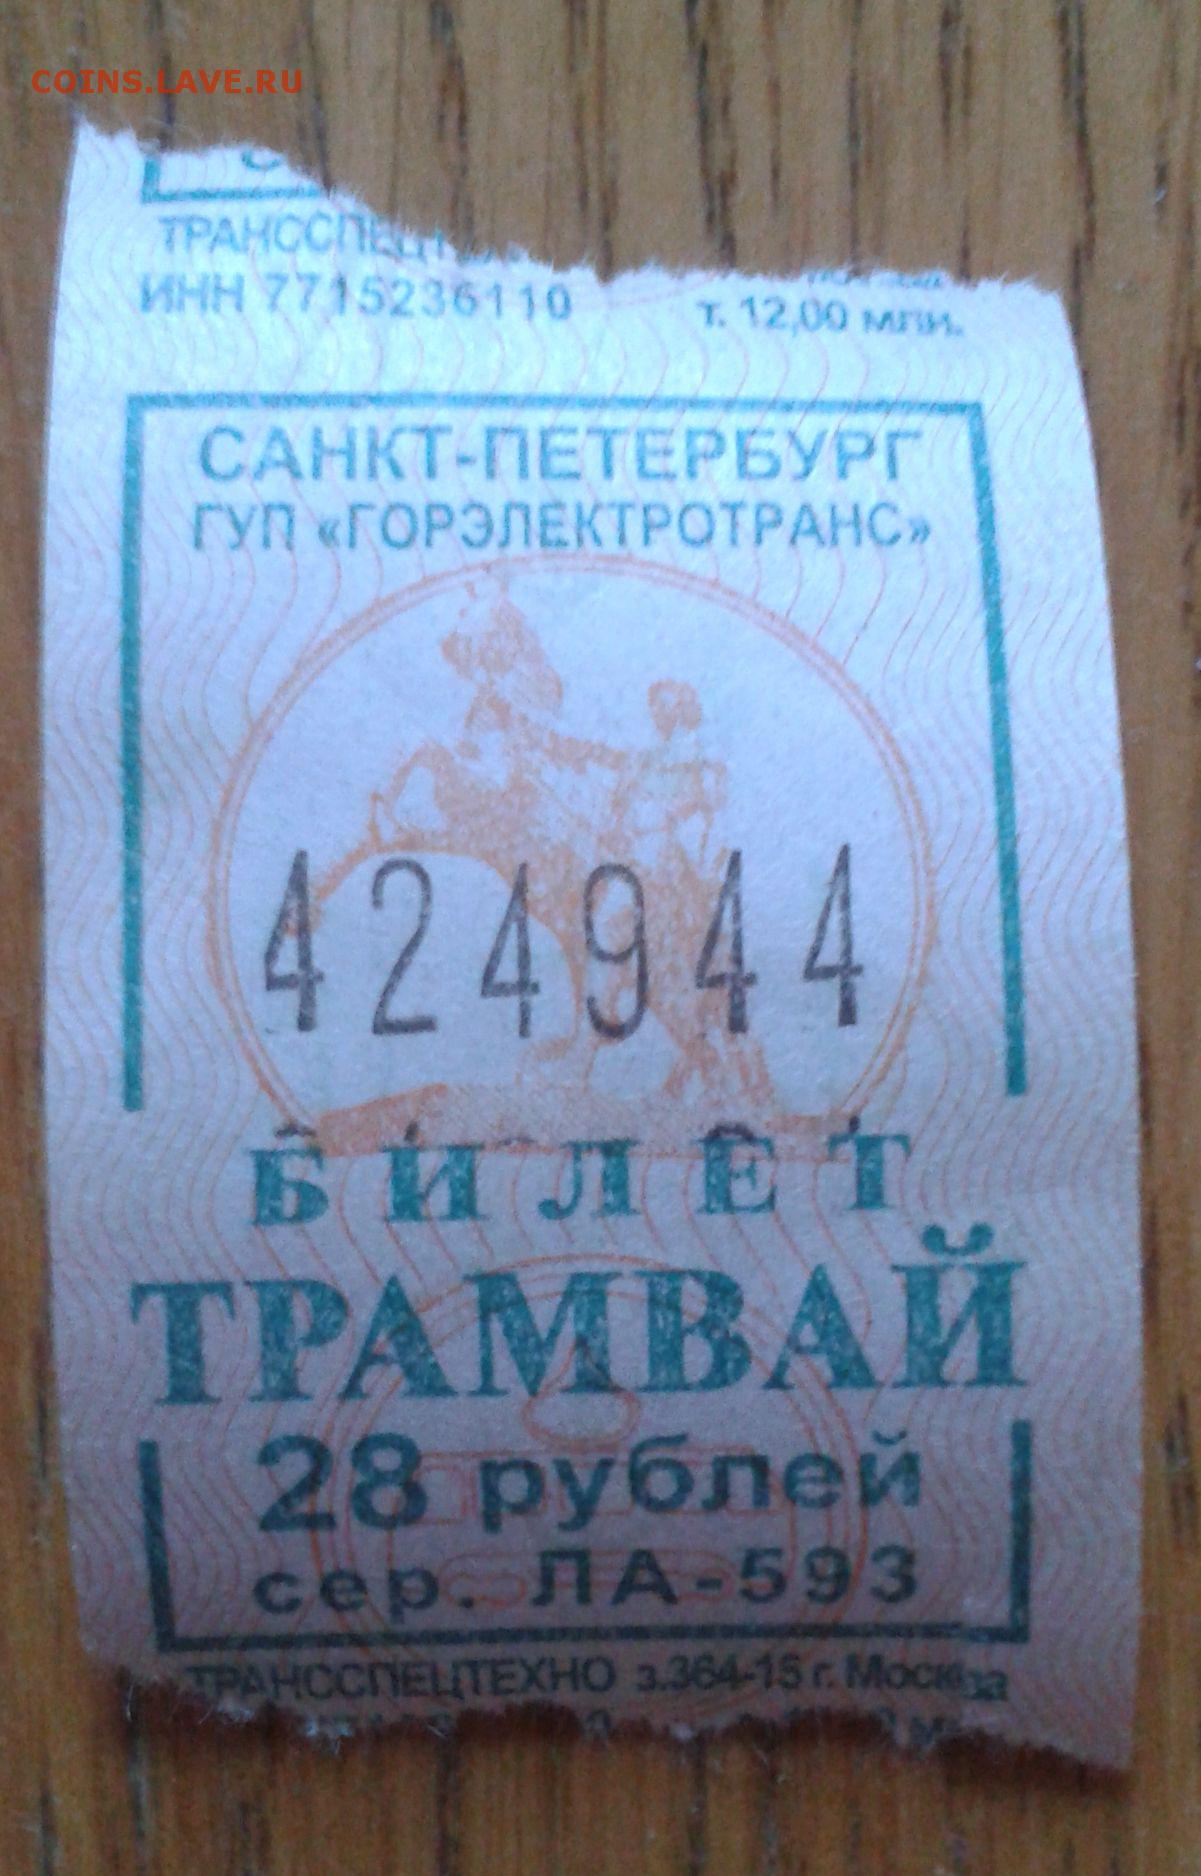 COINS.LAVE.RU
ИНН 7715236110 т. 12,00 млн.
САНКТ-ПЕТЕРБУРГ
ГУП «ГОРЭЛЕКТРОТРАНС»
424944
БИЛЕТ
ТРАМВАЙ
28 рублей
сер. ЛА-593
ТРАНССПЕЦТЕХНО з.364-15 г. Москва